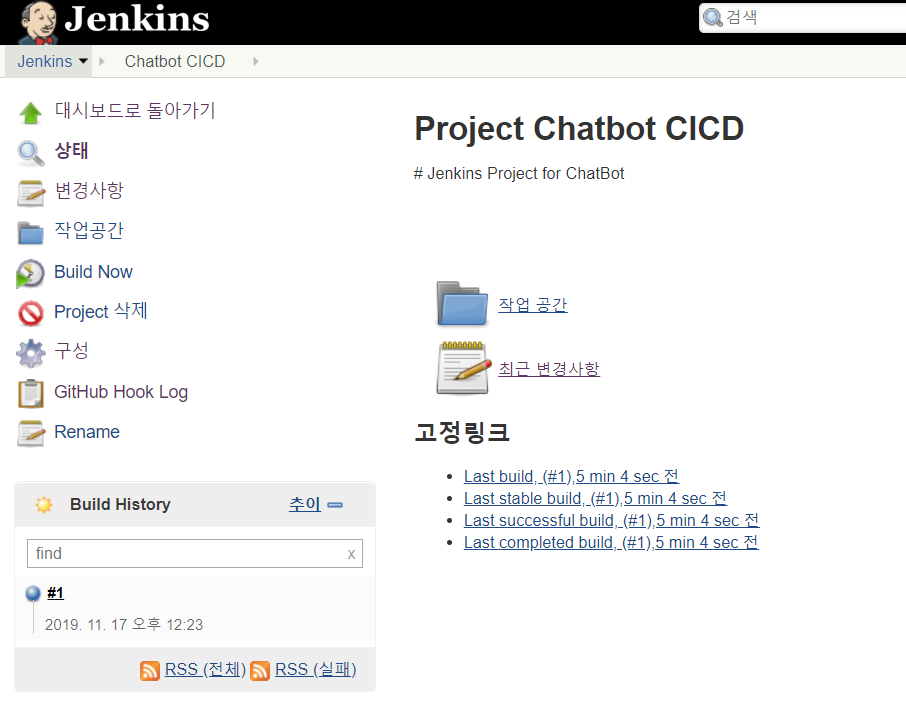 Jenkins
검색
Jenkins
Chatbot CICD
대시보드로 돌아가기
상태
변경사항
작업공간
Build Now
Project 삭제
구성
GitHub Hook Log
Rename
Build History
추이
find
x
#1
2019. 11. 17 오후 12:23
RSS (전체)
RSS (실패)
Project Chatbot CICD
# Jenkins Project for ChatBot
작업 공간
최근 변경사항
고정링크
Last build, (#1),5 min 4 sec 전
Last stable build, (#1),5 min 4 sec 전
Last successful build, (#1),5 min 4 sec 전
Last completed build, (#1),5 min 4 sec 전